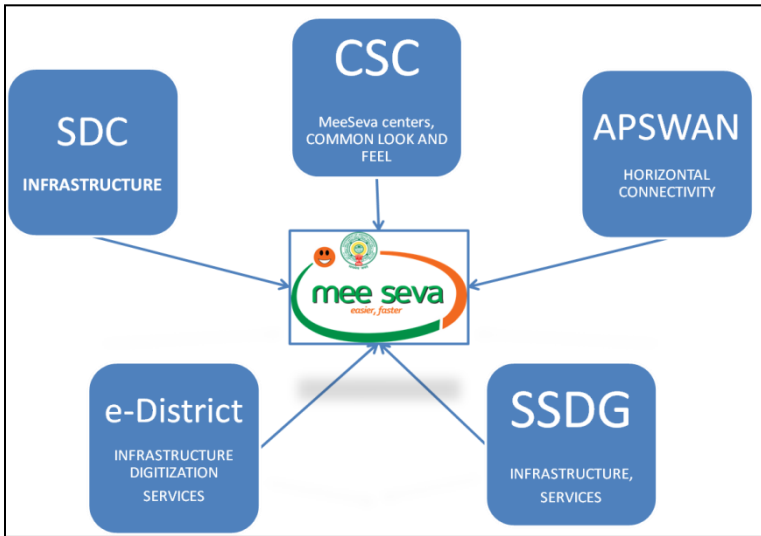 CSC
MeeSeva centers,
COMMON LOOK AND
FEEL
SDC
INFRASTRUCTURE
APSWAN
HORIZONTAL
CONNECTIVITY
mee seva
easier, faster
e-District
INFRASTRUCTURE
DIGITIZATION
SERVICES
SSDG
INFRASTRUCTURE,
SERVICES